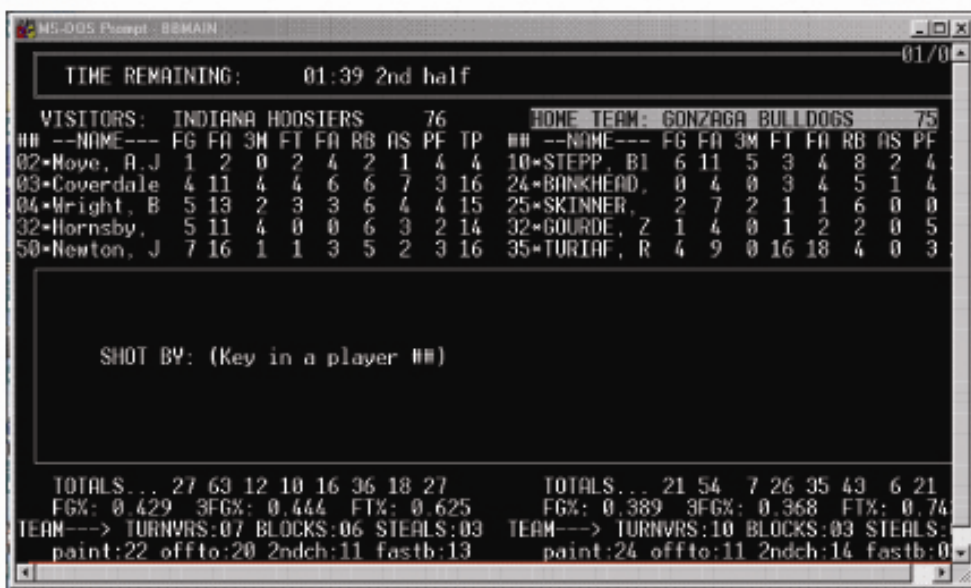 MS-DOS Prompt - BBMAIN
01/0
TIME REMAINING: 01:39 2nd half
VISITORS: INDIANA HOOSIERS 76 HOME TEAM: GONZAGA BULLDOGS 75
## --NAME--- FG FA 3M FT FA RB AS PF TP ## --NAME--- FG FA 3M FT FA RB AS PF
02*Moye, A.J 1 2 0 2 4 2 1 4 4 10*STEPP, Bl 6 11 5 3 4 8 2 4
03*Coverdale 4 11 4 4 6 6 7 3 16 24*BANKHEAD, 0 4 0 3 4 5 1 4
04*Wright, B 5 13 2 3 3 6 4 4 15 25*SKINNER, 2 7 2 1 1 6 0 0
32*Hornsby, 5 11 4 0 0 6 3 2 14 32*GOURDE, Z 1 4 0 1 2 2 0 5
50*Newton, J 7 16 1 1 3 5 2 3 16 35*TURIAF, R 4 9 0 16 18 4 0 3
SHOT BY: (Key in a player ##)
TOTALS... 27 63 12 10 16 36 18 27 TOTALS... 21 54 7 26 35 43 6 21
FG%: 0.429 3FG%: 0.444 FT%: 0.625 FG%: 0.389 3FG%: 0.368 FT%: 0.74
TEAM---> TURNVRS:07 BLOCKS:06 STEALS:03 TEAM---> TURNVRS:10 BLOCKS:03 STEALS:
paint:22 offto:20 2ndch:11 fastb:13 paint:24 offto:11 2ndch:14 fastb:0